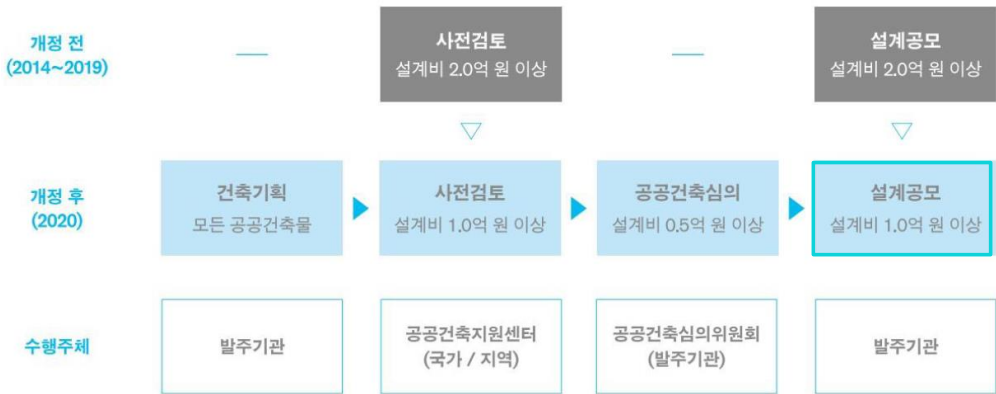 개정 전
(2014~2019)
—
사전검토
설계비 2.0억 원 이상
—
설계공모
설계비 2.0억 원 이상
개정 후
(2020)
건축기획
모든 공공건축물
사전검토
설계비 1.0억 원 이상
공공건축심의
설계비 0.5억 원 이상
설계공모
설계비 1.0억 원 이상
수행주체
발주기관
공공건축지원센터
(국가 / 지역)
공공건축심의위원회
(발주기관)
발주기관